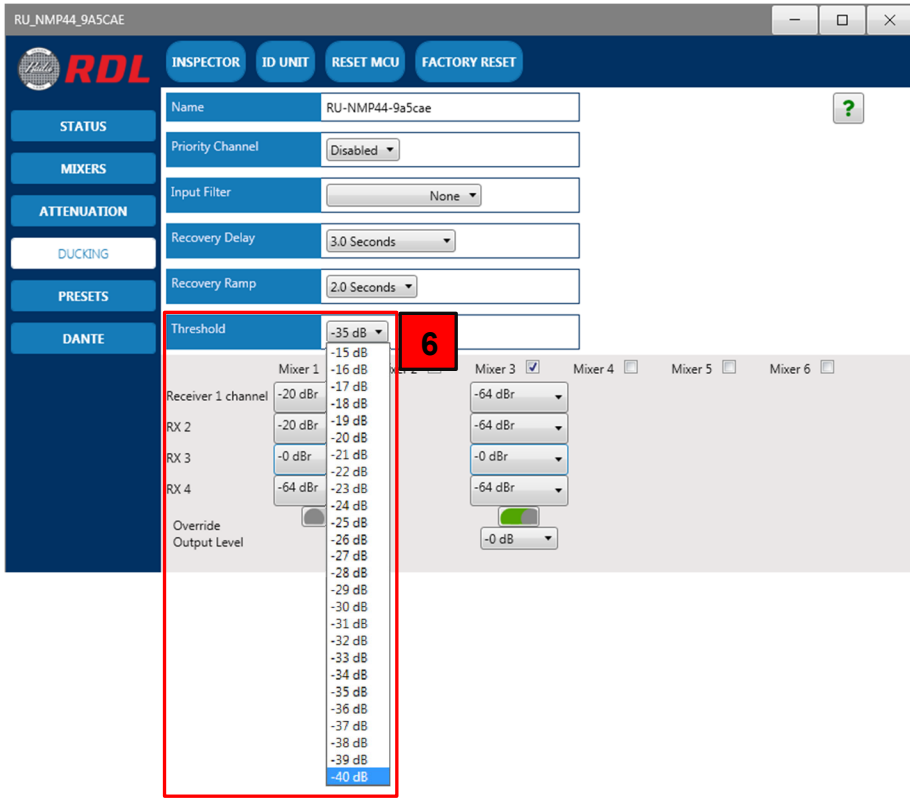 RU_NMP44_9A5CAE
RDL
INSPECTOR ID UNIT RESET MCU FACTORY RESET
STATUS
MIXERS
ATTENUATION
DUCKING
PRESETS
DANTE
Name RU-NMP44-9a5cae
?
Priority Channel Disabled
Input Filter None
Recovery Delay 3.0 Seconds
Recovery Ramp 2.0 Seconds
Threshold -35 dB
6
-15 dB
-16 dB
-17 dB
-18 dB
-19 dB
-20 dB
-21 dB
-22 dB
-23 dB
-24 dB
-25 dB
-26 dB
-27 dB
-28 dB
-29 dB
-30 dB
-31 dB
-32 dB
-33 dB
-34 dB
-35 dB
-36 dB
-37 dB
-38 dB
-39 dB
-40 dB
Mixer 1 Mixer 3 Mixer 4 Mixer 5 Mixer 6
Receiver 1 channel -20 dBr -64 dBr
RX 2 -20 dBr -64 dBr
RX 3 -0 dBr -0 dBr
RX 4 -64 dBr -64 dBr
Override
Output Level -0 dB